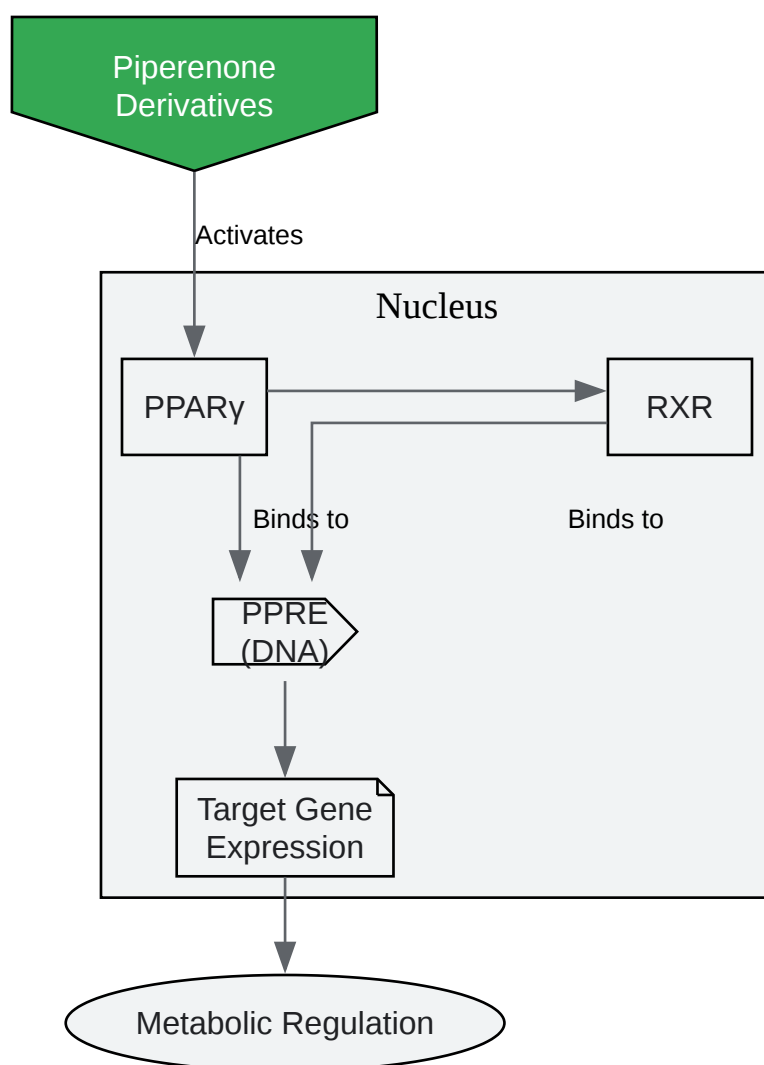 Piperenone
Derivatives
Activates
Nucleus
PPARγ
RXR
Binds to
Binds to
PPRE
(DNA)
Target Gene
Expression
Metabolic Regulation